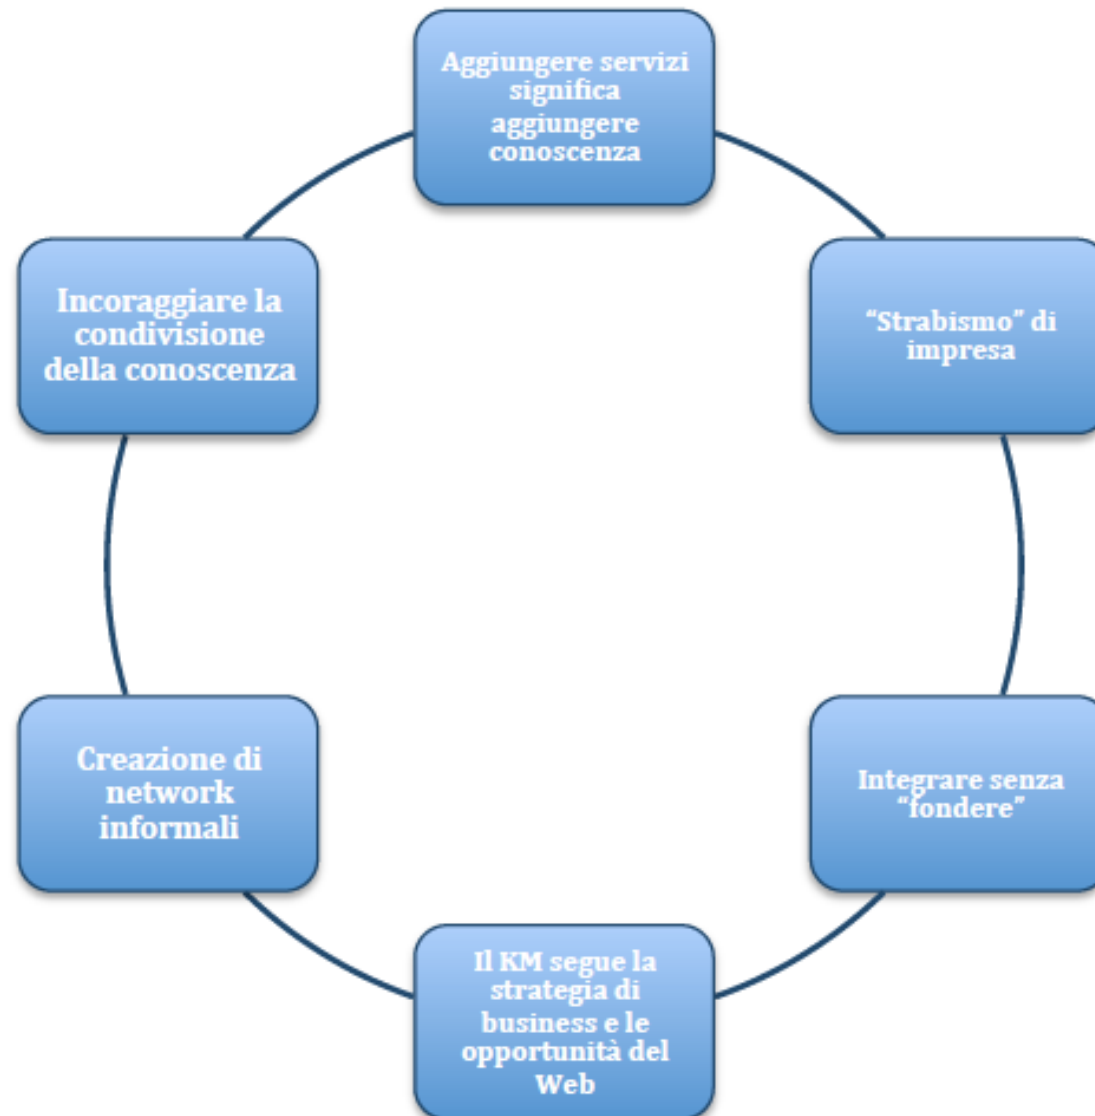 Aggiungere servizi
significa
aggiungere
conoscenza
"Strabismo" di
impresa
Integrare senza
"fondere"
Il KM segue la
strategia di
business e le
opportunità del
Web
Creazione di
network
informali
Incoraggiare la
condivisione
della conoscenza